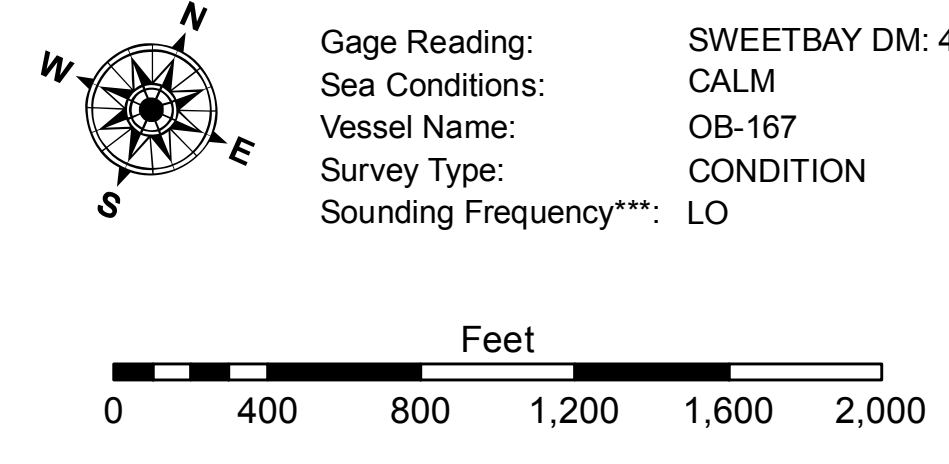 N
W
E
S
Gage Reading: SWEETBAY DM: 4
Sea Conditions: CALM
Vessel Name: OB-167
Survey Type: CONDITION
Sounding Frequency***: LO
Feet
0 400 800 1,200 1,600 2,000